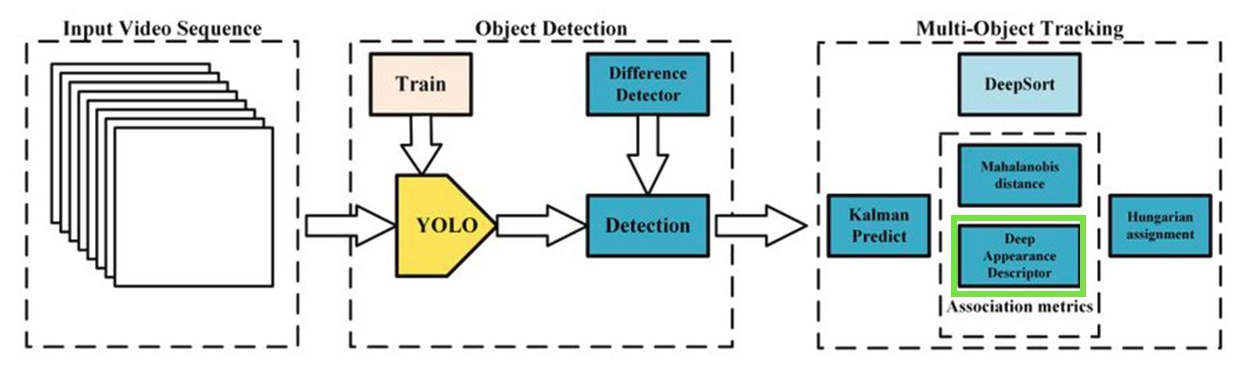 Input Video Sequence
Object Detection
Train
Difference
Detector
YOLO
Detection
Multi-Object Tracking
DeepSort
Kalman
Predict
Mahalanobis
distance
Deep
Appearance
Descriptor
Association metrics
Hungarian
assignment